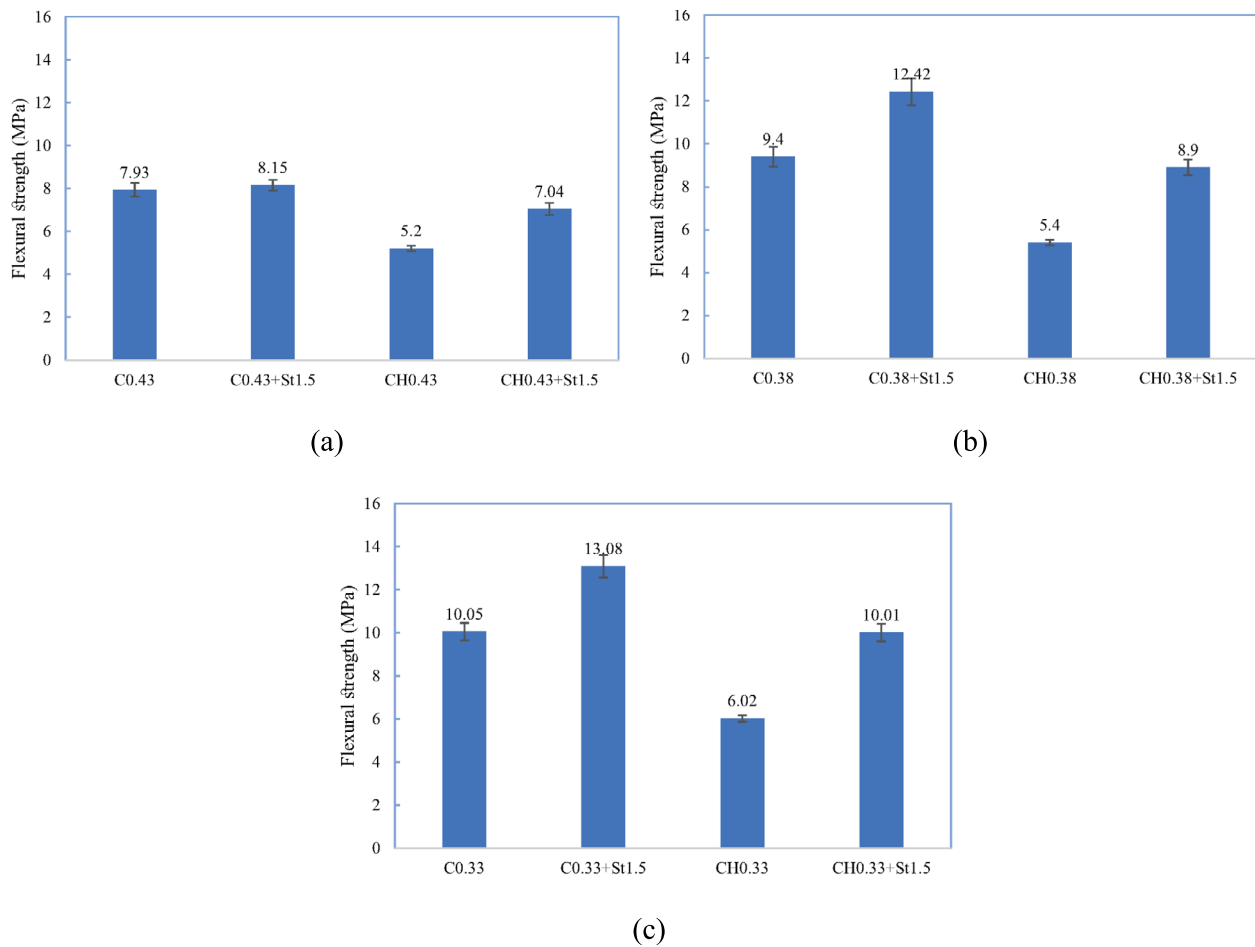 Flexural strength (MPa)
16
14
12
10
8
6
4
2
0
7.93
8.15
5.2
7.04
C0.43
C0.43+St1.5
CH0.43
CH0.43+St1.5
(a)
Flexural strength (MPa)
16
14
12
10
8
6
4
2
0
9.4
12.42
5.4
8.9
C0.38
C0.38+St1.5
CH0.38
CH0.38+St1.5
(b)
Flexural strength (MPa)
16
14
12
10
8
6
4
2
0
10.05
13.08
6.02
10.01
C0.33
C0.33+St1.5
CH0.33
CH0.33+St1.5
(c)